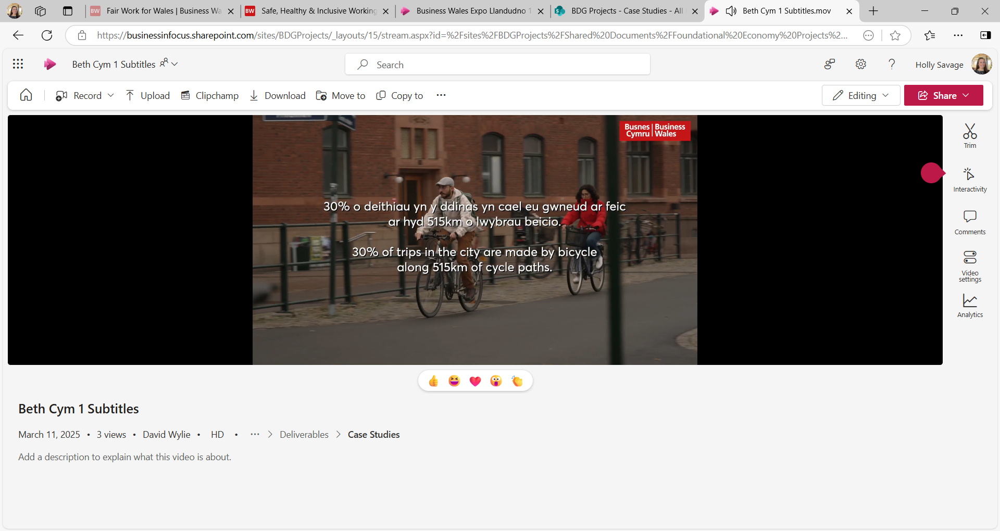 Fair Work for Wales | Business Wa
Safe, Healthy & Inclusive Working
Business Wales Expo Llandudno 1
BDG Projects - Case Studies - All
Beth Cym 1 Subtitles.mov
https://businessinfocus.sharepoint.com/sites/BDGProjects/_layouts/15/stream.aspx?id=%2Fsites%2FBDGProjects%2FShared%20Documents%2FFoundational%20Economy%20Projects%2...
Beth Cym 1 Subtitles
Search
Holly Savage
Record
Upload
Clipchamp
Download
Move to
Copy to
Editing
Share
Busnes | Business
Cymru | Wales
30% o deithiau yn y ddinas yn cael eu gwneud ar feic
ar hyd 515km o lwybrau beicio.
30% of trips in the city are made by bicycle
along 515km of cycle paths.
Trim
Interactivity
Comments
Video
settings
Analytics
Beth Cym 1 Subtitles
March 11, 2025 • 3 views • David Wylie • HD • ... > Deliverables > Case Studies
Add a description to explain what this video is about.